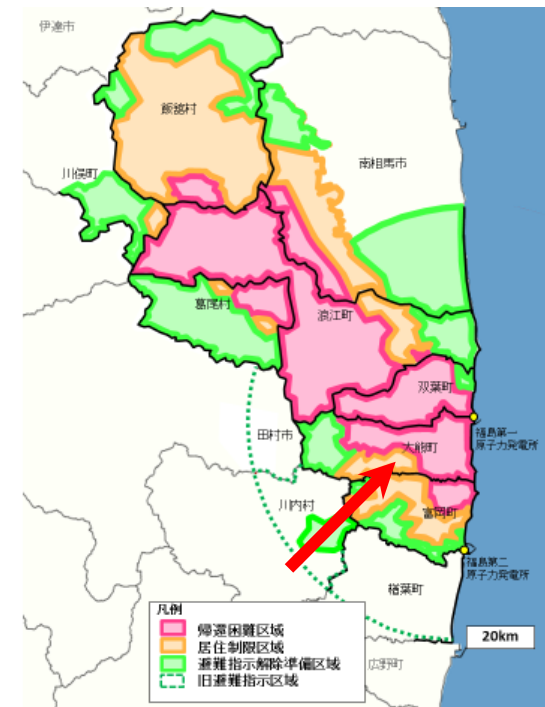 伊達市
飯舘村
南相馬市
川俣町
葛尾村
浪江町
双葉町
福島第一
原子力発電所
田村市
大熊町
川内村
富岡町
福島第二
原子力発電所
楢葉町
20km
広野町
凡例
帰還困難区域
居住制限区域
避難指示解除準備区域
旧避難指示区域